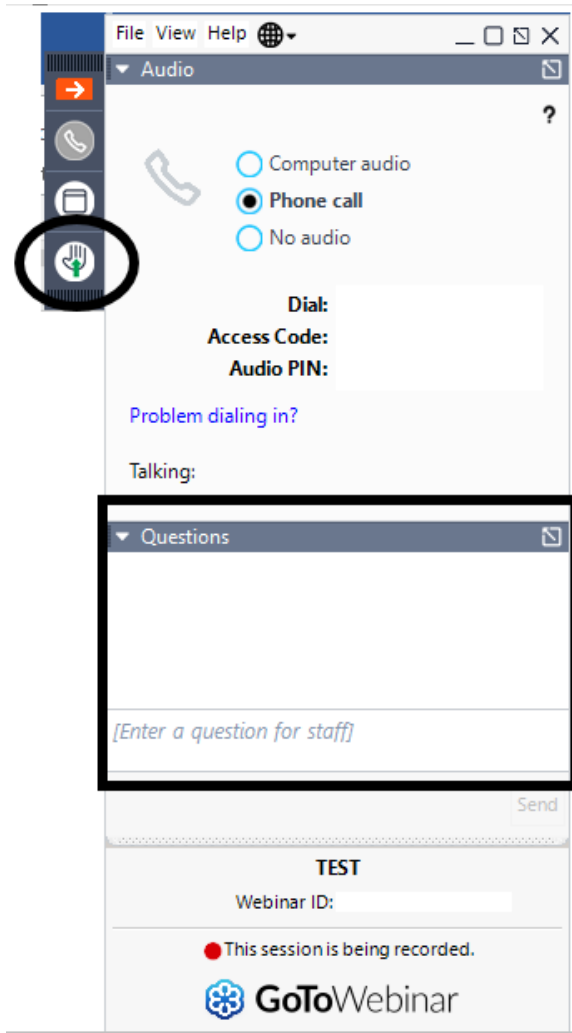 File View Help
Audio
?
Computer audio
Phone call
No audio
Dial:
Access Code:
Audio PIN:
Problem dialing in?
Talking:
Questions
[Enter a question for staff]
Send
TEST
Webinar ID:
This session is being recorded.
GoToWebinar